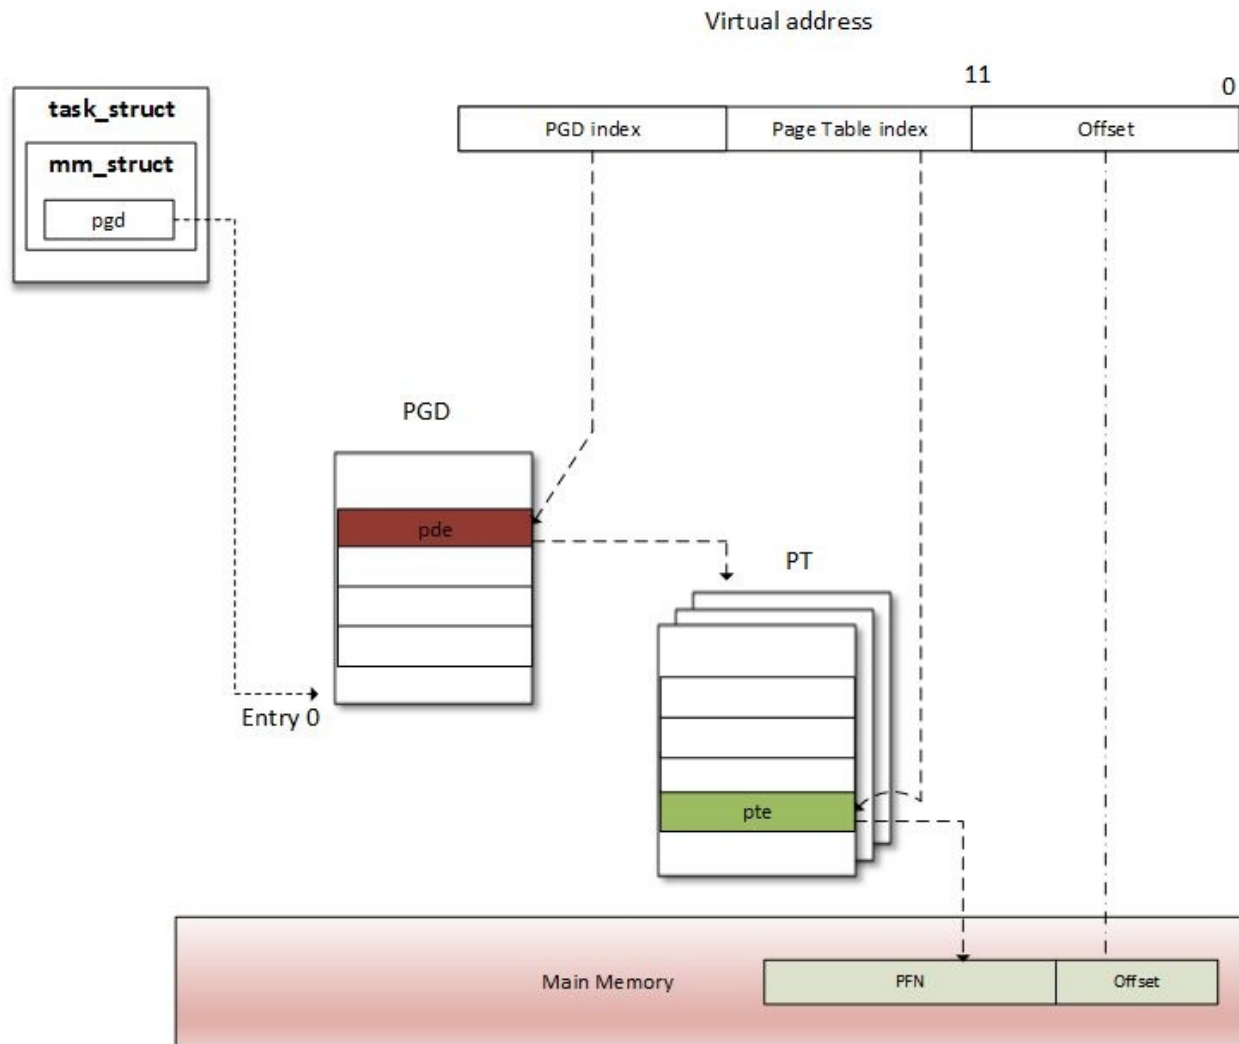 Virtual address
11
0
task_struct
mm_struct
pgd
PGD index
Page Table index
Offset
PGD
pde
PT
Entry 0
pte
Main Memory
PFN
Offset